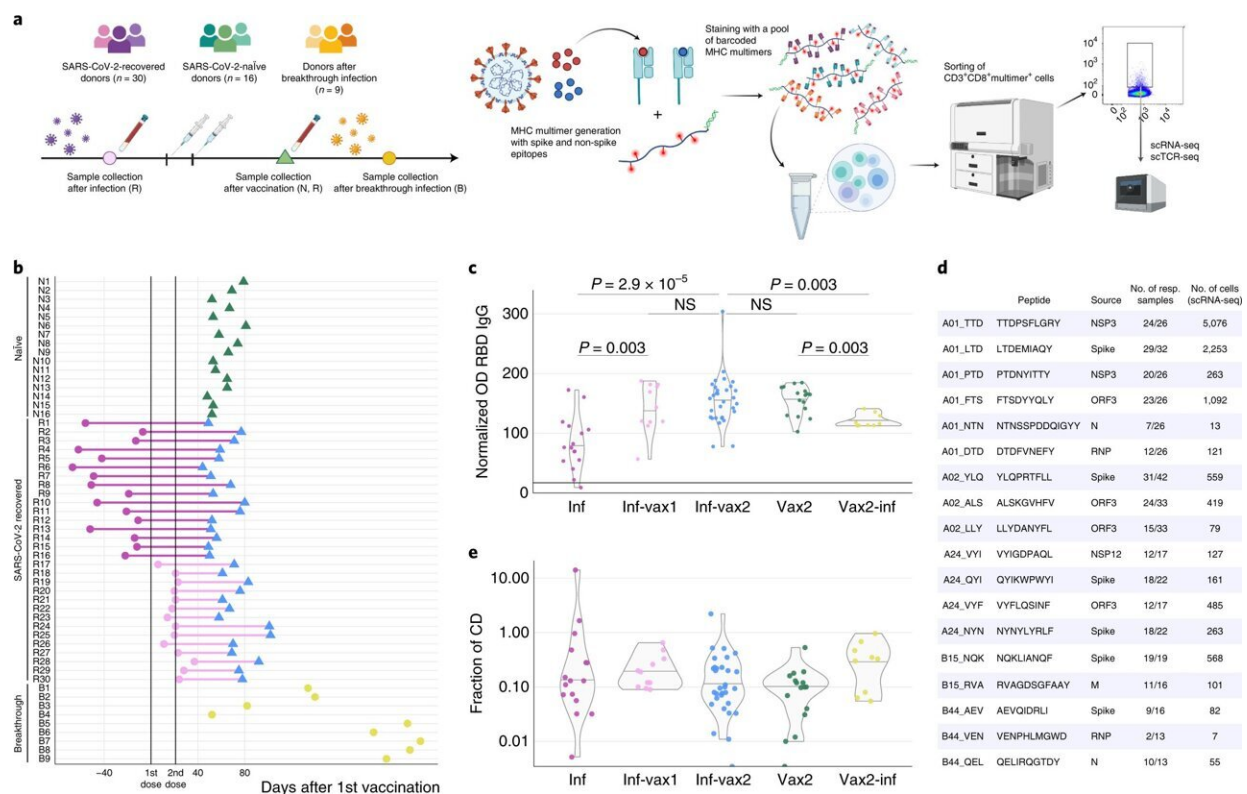 a
SARS-CoV-2-recovered
donors (n = 30)
SARS-CoV-2-naïve
donors (n = 16)
Donors after
breakthrough infection
(n = 9)
Sample collection
after infection (R)
Sample collection
after vaccination (N, R)
Sample collection
after breakthrough infection (B)
MHC multimer generation
with spike and non-spike
epitopes
+
Staining with a pool
of barcoded
MHC multimers
Sorting of
CD3⁺CD8⁺multimer⁺ cells
10⁴
10³
10²
0
0 10³ 10⁴
scRNA-seq
scTCR-seq
b
Naïve
N1
N2
N3
N4
N5
N6
N7
N8
N9
N10
N11
N12
N13
N14
N15
N16
SARS-CoV-2 recovered
R1
R2
R3
R4
R5
R6
R7
R8
R9
R10
R11
R12
R13
R14
R15
R16
R17
R18
R19
R20
R21
R22
R23
R24
R25
R26
R27
R28
R29
R30
Breakthrough
B1
B2
B3
B4
B5
B6
B7
B8
B9
−40 1st dose 2nd dose 40 80
Days after 1st vaccination
c
P = 2.9 × 10⁻⁵ P = 0.003
NS NS
P = 0.003 P = 0.003
Normalized OD RBD IgG
300
200
150
100
0
Inf Inf-vax1 Inf-vax2 Vax2 Vax2-inf
e
Fraction of CD
10.00
1.00
0.10
0.01
Inf Inf-vax1 Inf-vax2 Vax2 Vax2-inf
d
Peptide Source No. of resp. samples No. of cells (scRNA-seq)
A01_TTD TTDPSFLGRY NSP3 24/26 5,076
A01_LTD LTDEMIAQY Spike 29/32 2,253
A01_PTD PTDNYITTY NSP3 20/26 263
A01_FTS FTSDYYQLY ORF3 23/26 1,092
A01_NTN NTNSSPDDQIGYY N 7/26 13
A01_DTD DTDFVNEFY RNP 12/26 121
A02_YLQ YLQPRTFLL Spike 31/42 559
A02_ALS ALSKGVHFV ORF3 24/33 419
A02_LLY LLYDANYFL ORF3 15/33 79
A24_VYI VYIGDPAQL NSP12 12/17 127
A24_QYI QYIKWPWYI Spike 18/22 161
A24_VYF VYFLQSINF ORF3 12/17 485
A24_NYN NYNYLYRLF Spike 18/22 263
B15_NQK NQKLIANQF Spike 19/19 568
B15_RVA RVAGDSGFAAY M 11/16 101
B44_AEV AEVQIDRLI Spike 9/16 82
B44_VEN VENPHLMGWD RNP 2/13 7
B44_QEL QELIRQGTDY N 10/13 55